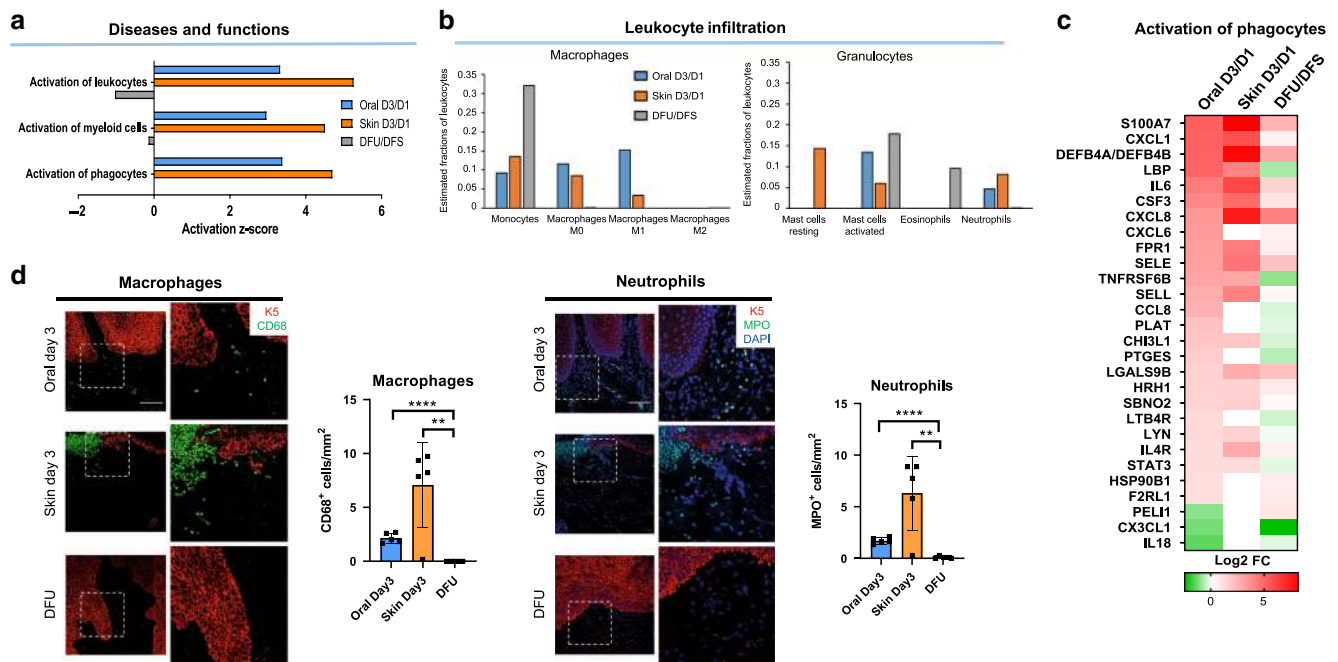 a
Diseases and functions
Activation of leukocytes
Activation of myeloid cells
Activation of phagocytes
Oral D3/D1
Skin D3/D1
DFU/DFS
−2 0 2 4 6
Activation z-score
b
Leukocyte infiltration
Macrophages
Estimated fractions of leukocytes
0.35
0.3
0.25
0.2
0.15
0.1
0.05
0
Oral D3/D1
Skin D3/D1
DFU/DFS
Monocytes
Macrophages M0
Macrophages M1
Macrophages M2
Granulocytes
Estimated fractions of leukocytes
0.35
0.3
0.25
0.2
0.15
0.1
0.05
0
Mast cells resting
Mast cells activated
Eosinophils
Neutrophils
c
Activation of phagocytes
Oral D3/D1
Skin D3/D1
DFU/DFS
S100A7
CXCL1
DEFB4A/DEFB4B
LBP
IL6
CSF3
CXCL8
CXCL6
FPR1
SELE
TNFRSF6B
SELL
CCL8
PLAT
CHI3L1
PTGES
LGALS9B
HRH1
SBNO2
LTB4R
LYN
IL4R
STAT3
HSP90B1
F2RL1
PELI1
CX3CL1
IL18
Log2 FC
0 5
d
Macrophages
Oral day 3
Skin day 3
DFU
K5
CD68
Macrophages
CD68+ cells/mm2
15
10
5
0
****
**
Oral Day3
Skin Day3
DFU
Neutrophils
Oral day 3
Skin day 3
DFU
K5
MPO
DAPI
Neutrophils
MPO+ cells/mm2
15
10
5
0
****
**
Oral Day3
Skin Day3
DFU